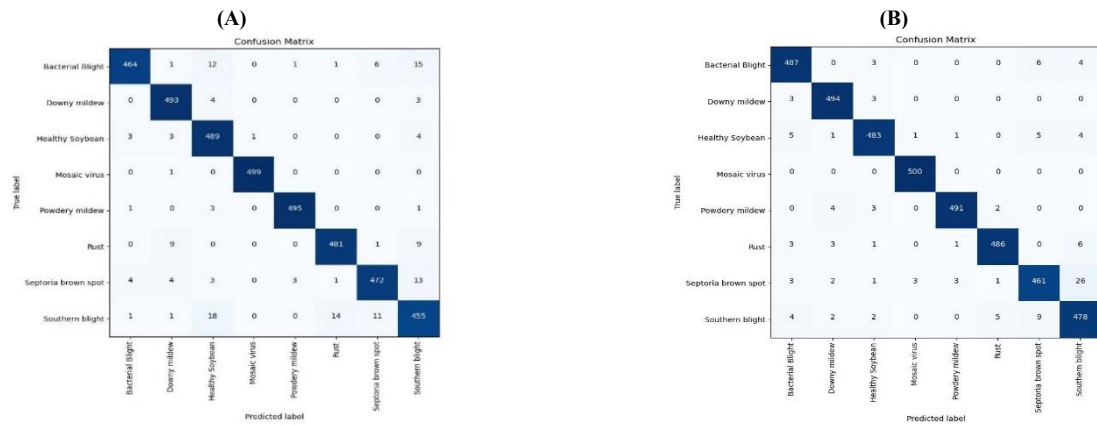 (A)
Confusion Matrix
True label
Bacterial Blight 464 1 12 0 1 1 6 15
Downy mildew 0 493 4 0 0 0 0 3
Healthy Soybean 3 3 489 1 0 0 0 4
Mosaic virus 0 1 0 499 0 0 0 0
Powdery mildew 1 0 3 0 495 0 0 1
Rust 0 9 0 0 0 481 1 9
Septoria brown spot 4 4 3 0 3 1 472 13
Southern blight 1 1 18 0 0 14 11 455
Bacterial Blight
Downy mildew
Healthy Soybean
Mosaic virus
Powdery mildew
Rust
Septoria brown spot
Southern blight
Predicted label
(B)
Confusion Matrix
True label
Bacterial Blight 487 0 3 0 0 0 6 4
Downy mildew 3 494 3 0 0 0 0 0
Healthy Soybean 5 1 483 1 1 0 5 4
Mosaic virus 0 0 0 500 0 0 0 0
Powdery mildew 0 4 3 0 491 2 0 0
Rust 3 3 1 0 1 486 0 6
Septoria brown spot 3 2 1 3 3 1 461 26
Southern blight 4 2 2 0 0 5 9 478
Bacterial Blight
Downy mildew
Healthy Soybean
Mosaic virus
Powdery mildew
Rust
Septoria brown spot
Southern blight
Predicted label